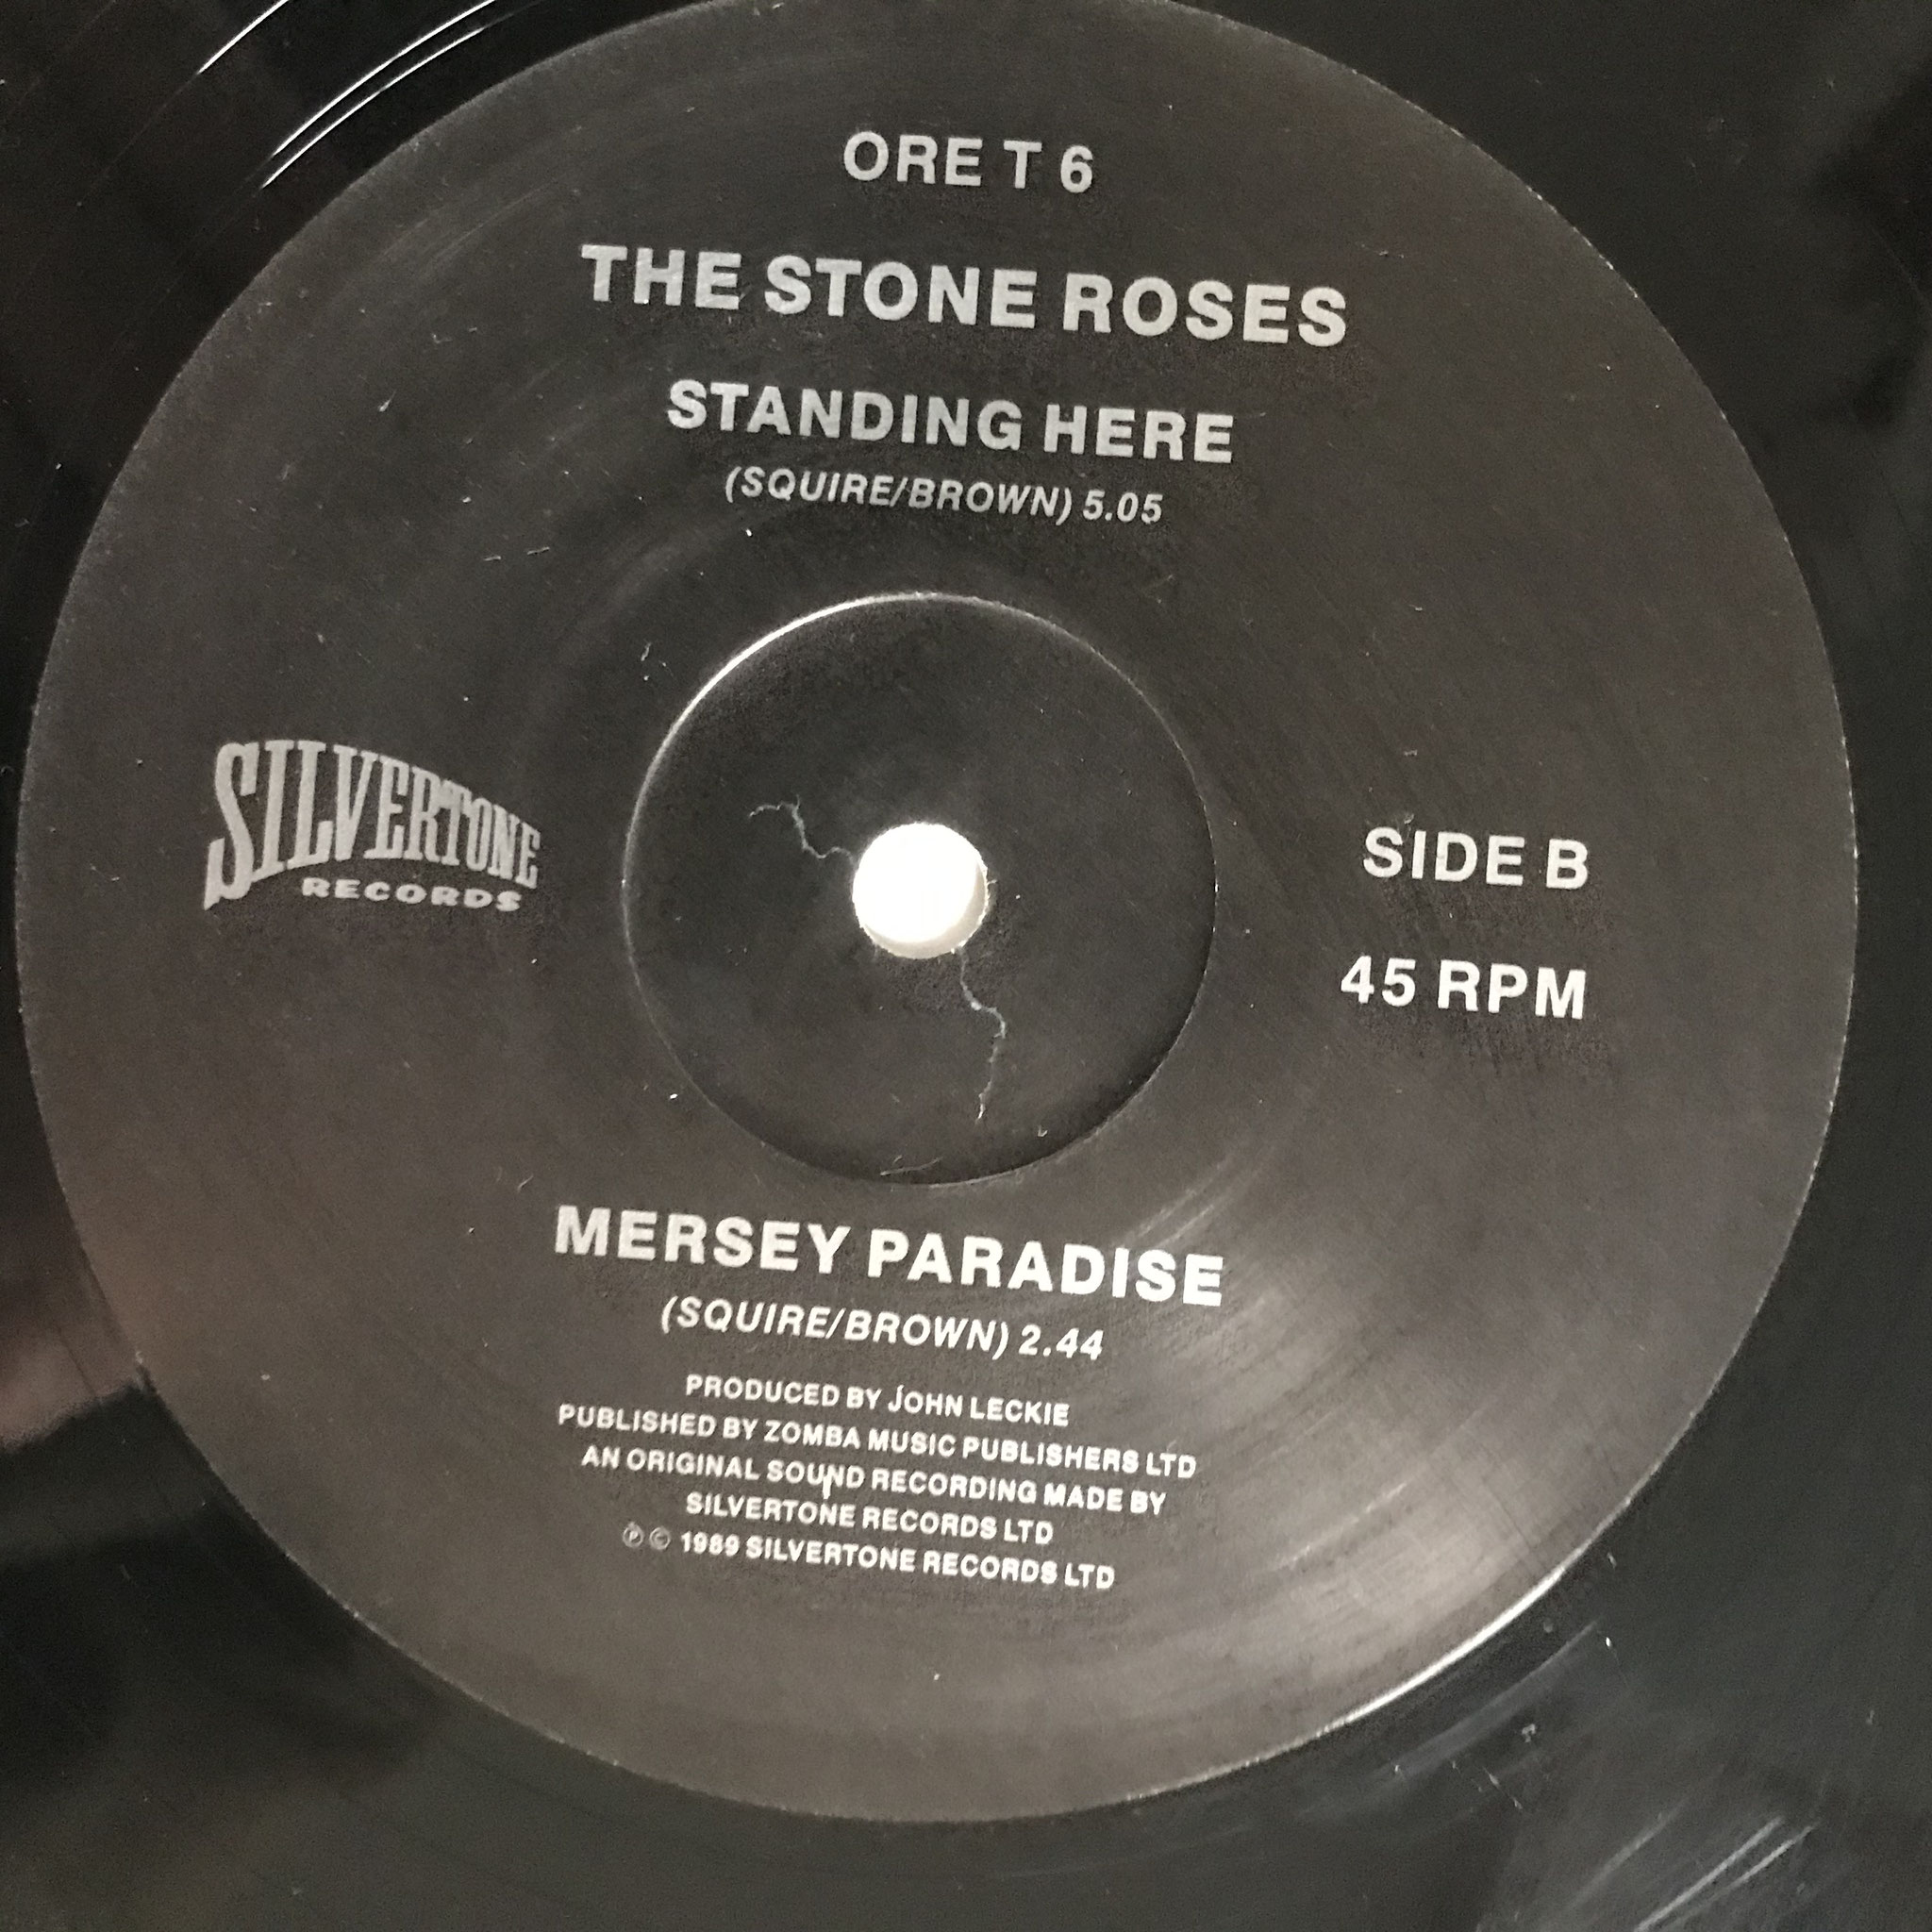 ORE T 6
THE STONE ROSES
STANDING HERE
(SQUIRE/BROWN) 5.05
SILVERTONE
RECORDS
SIDE B
45 RPM
MERSEY PARADISE
(SQUIRE/BROWN) 2.44
PRODUCED BY JOHN LECKIE
PUBLISHED BY ZOMBA MUSIC PUBLISHERS LTD
AN ORIGINAL SOUND RECORDING MADE BY
SILVERTONE RECORDS LTD
℗ © 1989 SILVERTONE RECORDS LTD